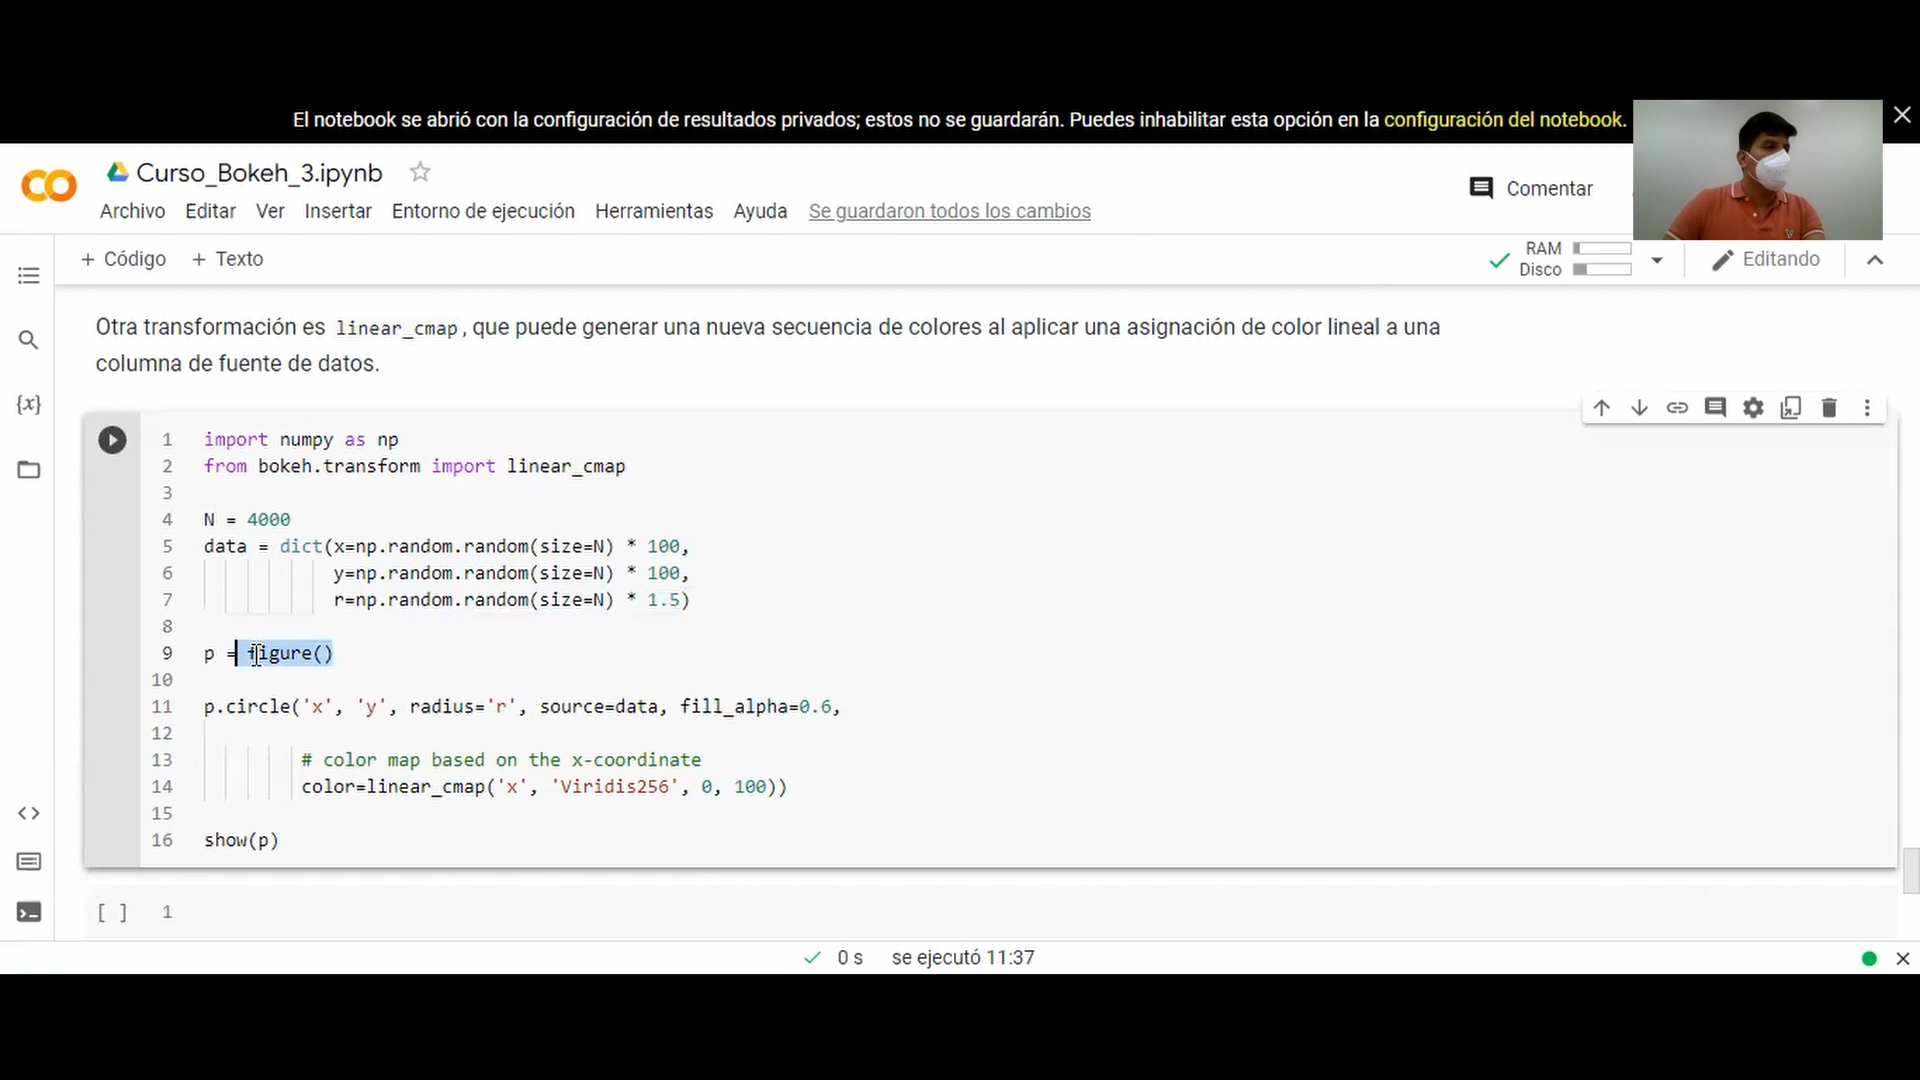 El notebook se abrió con la configuración de resultados privados; estos no se guardarán. Puedes inhabilitar esta opción en la configuración del notebook.
Curso_Bokeh_3.ipynb
Comentar
Archivo Editar Ver Insertar Entorno de ejecución Herramientas Ayuda Se guardaron todos los cambios
+ Código + Texto
RAM
Disco
Editando
Otra transformación es linear_cmap, que puede generar una nueva secuencia de colores al aplicar una asignación de color lineal a una
columna de fuente de datos.
1 import numpy as np
2 from bokeh.transform import linear_cmap
3
4 N = 4000
5 data = dict(x=np.random.random(size=N) * 100,
6 y=np.random.random(size=N) * 100,
7 r=np.random.random(size=N) * 1.5)
8
9 p = figure()
10
11 p.circle('x', 'y', radius='r', source=data, fill_alpha=0.6,
12
13 # color map based on the x-coordinate
14 color=linear_cmap('x', 'Viridis256', 0, 100))
15
16 show(p)
[ ] 1
0 s se ejecutó 11:37